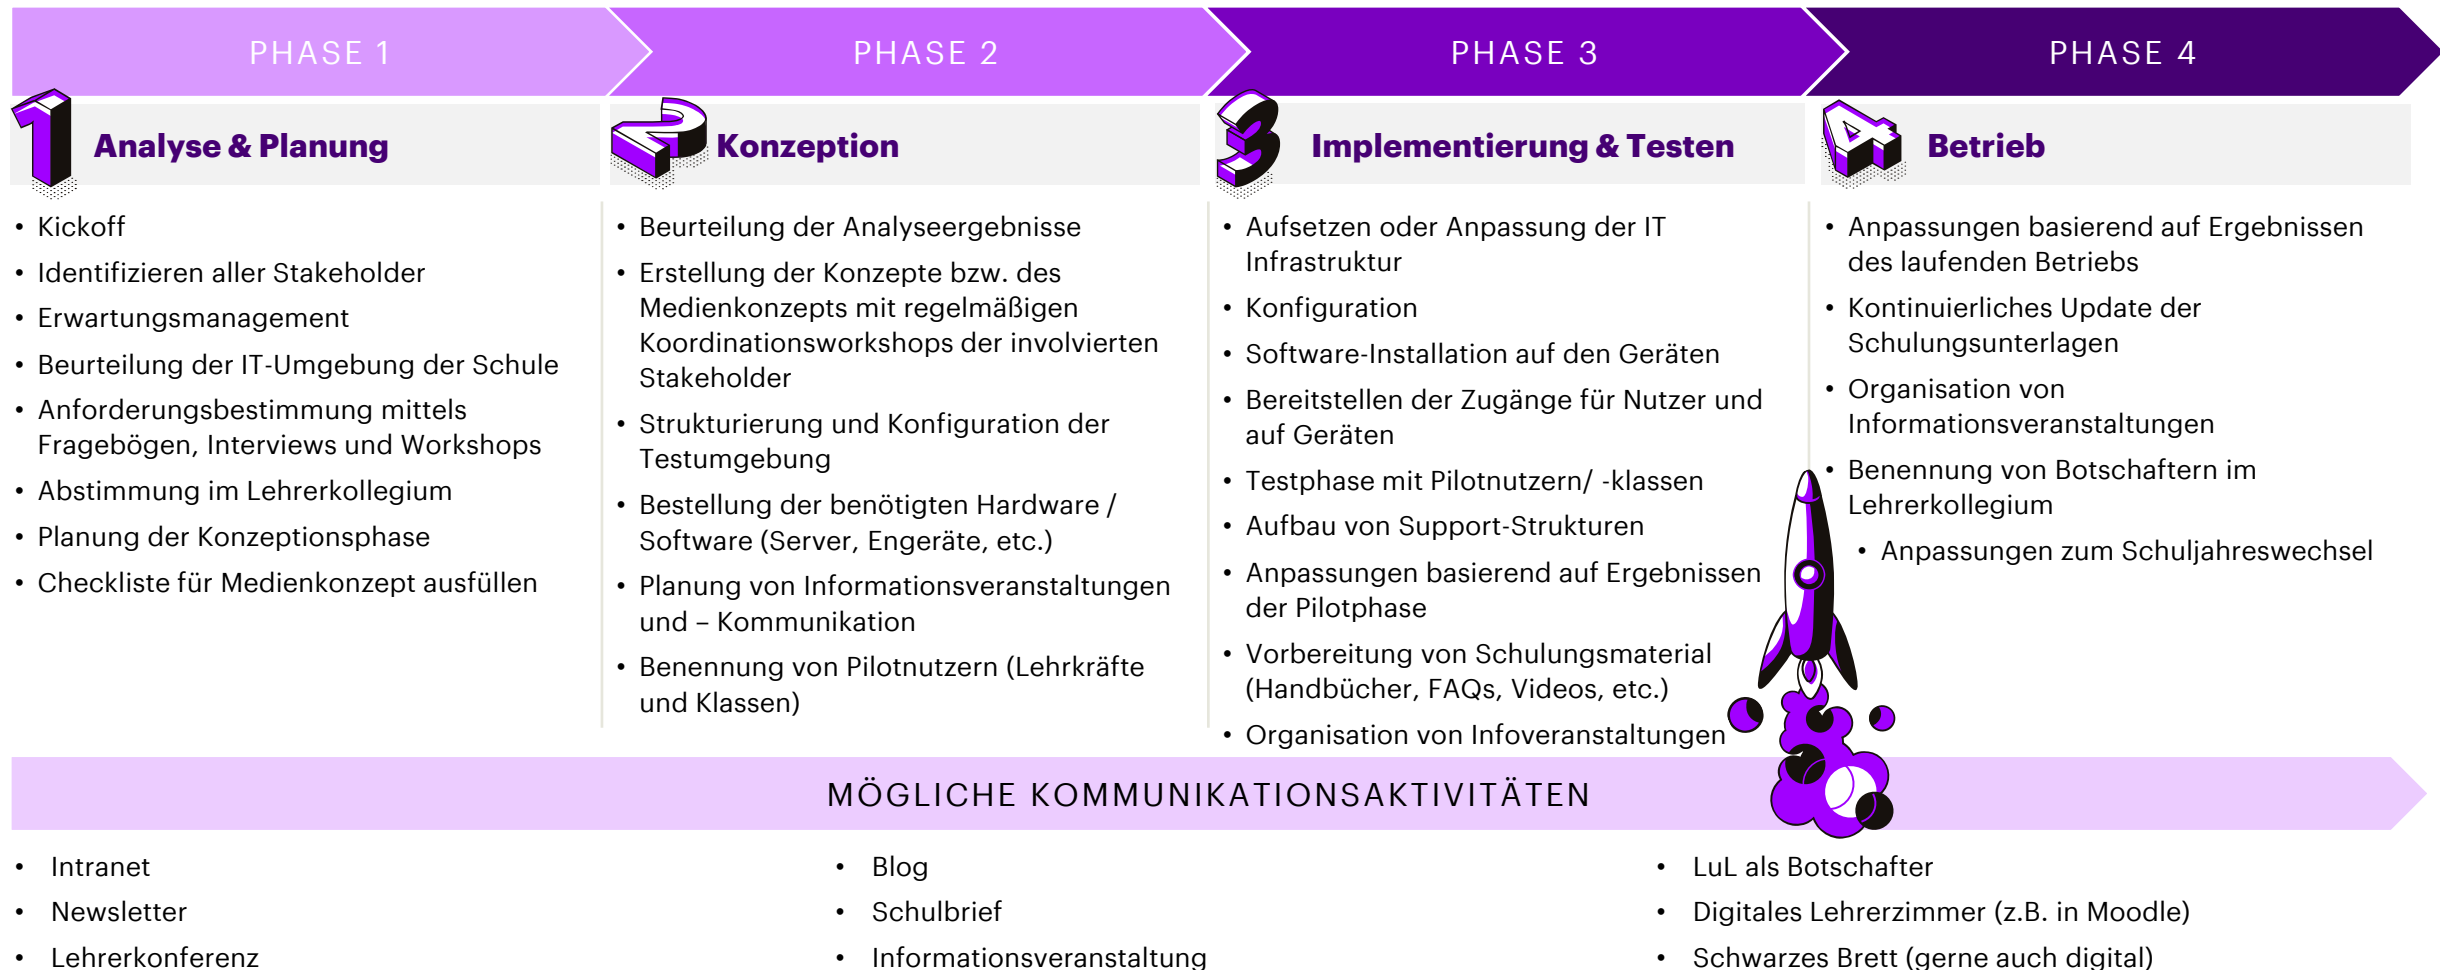 PHASE 1
PHASE 2
PHASE 3
PHASE 4
1 Analyse & Planung
2 Konzeption
3 Implementierung & Testen
4 Betrieb
• Kickoff
• Identifizieren aller Stakeholder
• Erwartungsmanagement
• Beurteilung der IT-Umgebung der Schule
• Anforderungsbestimmung mittels
Fragebögen, Interviews und Workshops
• Abstimmung im Lehrerkollegium
• Planung der Konzeptionsphase
• Checkliste für Medienkonzept ausfüllen
• Beurteilung der Analyseergebnisse
• Erstellung der Konzepte bzw. des
Medienkonzepts mit regelmäßigen
Koordinationsworkshops der involvierten
Stakeholder
• Strukturierung und Konfiguration der
Testumgebung
• Bestellung der benötigten Hardware /
Software (Server, Engeräte, etc.)
• Planung von Informationsveranstaltungen
und – Kommunikation
• Benennung von Pilotnutzern (Lehrkräfte
und Klassen)
• Aufsetzen oder Anpassung der IT
Infrastruktur
• Konfiguration
• Software-Installation auf den Geräten
• Bereitstellen der Zugänge für Nutzer und
auf Geräten
• Testphase mit Pilotnutzern/ -klassen
• Aufbau von Support-Strukturen
• Anpassungen basierend auf Ergebnissen
der Pilotphase
• Vorbereitung von Schulungsmaterial
(Handbücher, FAQs, Videos, etc.)
• Organisation von Infoveranstaltungen
• Anpassungen basierend auf Ergebnissen
des laufenden Betriebs
• Kontinuierliches Update der
Schulungsunterlagen
• Organisation von
Informationsveranstaltungen
• Benennung von Botschaftern im
Lehrerkollegium
• Anpassungen zum Schuljahreswechsel
MÖGLICHE KOMMUNIKATIONSAKTIVITÄTEN
• Intranet
• Newsletter
• Lehrerkonferenz
• Blog
• Schulbrief
• Informationsveranstaltung
• LuL als Botschafter
• Digitales Lehrerzimmer (z.B. in Moodle)
• Schwarzes Brett (gerne auch digital)